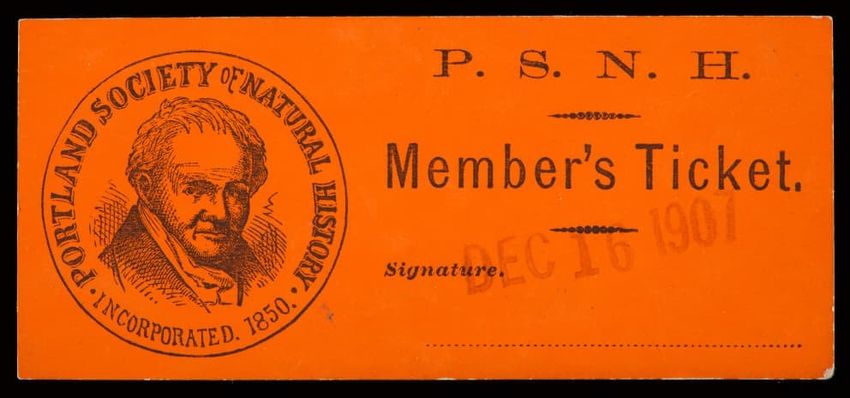 PORTLAND SOCIETY OF NATURAL HISTORY
· INCORPORATED. 1850. ·
P. S. N. H.
Member's Ticket.
DEC 16 1907
Signature.